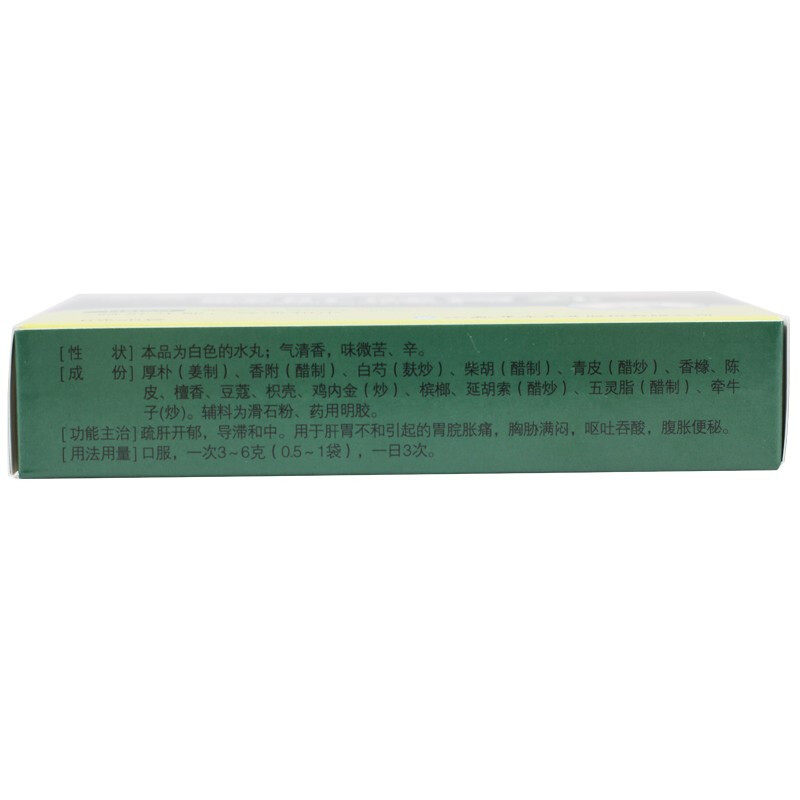 [性　状] 本品为白色的水丸；气清香，味微苦、辛。
[成　份] 厚朴（姜制）、香附（醋制）、白芍（麸炒）、柴胡（醋制）、青皮（醋炒）、香橼、陈
皮、檀香、豆蔻、枳壳、鸡内金（炒）、槟榔、延胡索（醋炒）、五灵脂（醋制）、牵牛
子(炒)。辅料为滑石粉、药用明胶。
[功能主治] 疏肝开郁，导滞和中。用于肝胃不和引起的胃脘胀痛，胸胁满闷，呕吐吞酸，腹胀便秘。
[用法用量] 口服，一次3~6克（0.5~1袋），一日3次。